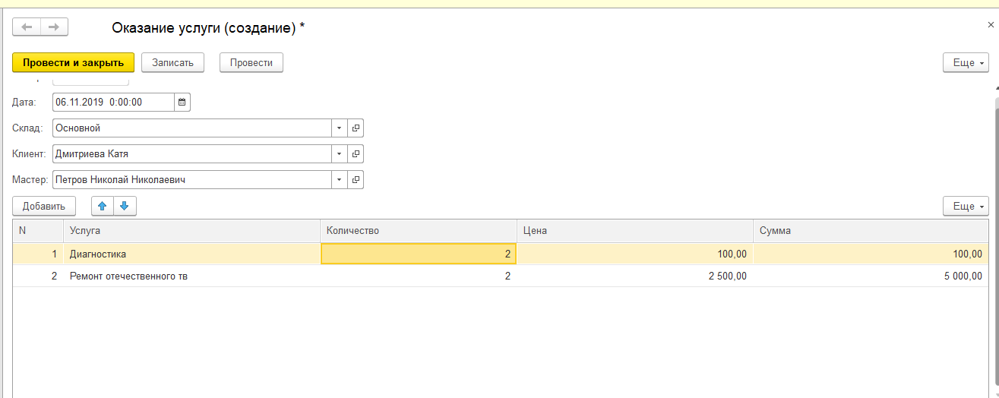 Оказание услуги (создание) *
Провести и закрыть Записать Провести Еще
Дата: 06.11.2019 0:00:00
Склад: Основной
Клиент: Дмитриева Катя
Мастер: Петров Николай Николаевич
Добавить Еще
N Услуга Количество Цена Сумма
1 Диагностика 2 100,00 100,00
2 Ремонт отечественного тв 2 2 500,00 5 000,00